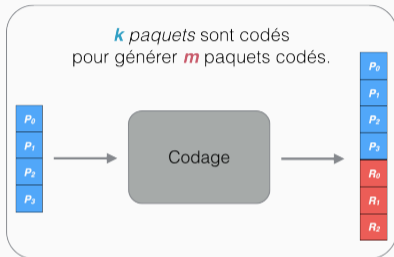 k paquets sont codés
pour générer m paquets codés.
P0
P1
P2
P3
Codage
P0
P1
P2
P3
R0
R1
R2